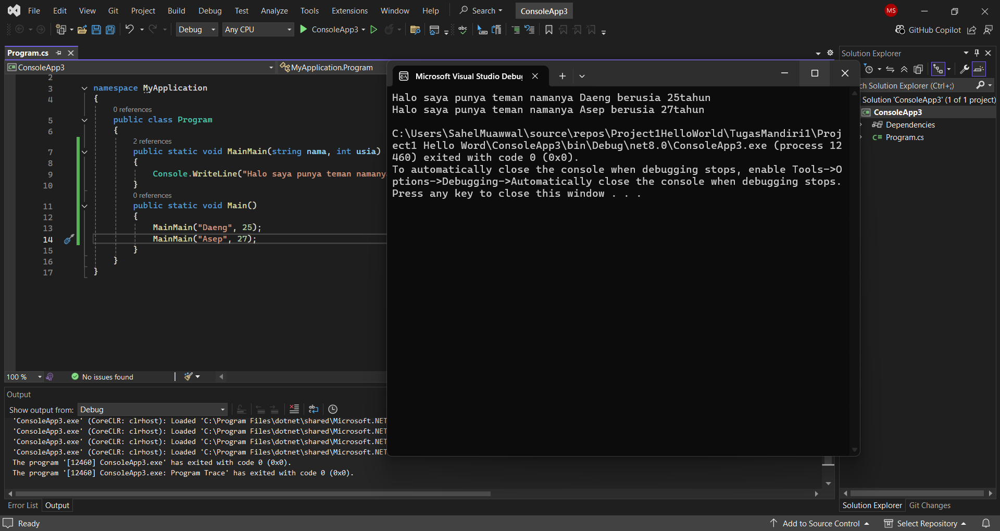 File Edit View Git Project Build Debug Test Analyze Tools Extensions Window Help Search ConsoleApp3 MS
Debug Any CPU ConsoleApp3 GitHub Copilot
Program.cs
ConsoleApp3 MyApplication.Program
2
3 namespace MyApplication
4 {
0 references
5 public class Program
6 {
2 references
7 public static void MainMain(string nama, int usia)
8 {
9 Console.WriteLine("Halo saya punya teman namany
10 }
0 references
11 public static void Main()
12 {
13 MainMain("Daeng", 25);
14 MainMain("Asep", 27);
15 }
16 }
17 }
100 % No issues found
Microsoft Visual Studio Debug
Halo saya punya teman namanya Daeng berusia 25tahun
Halo saya punya teman namanya Asep berusia 27tahun
C:\Users\SahelMuawwal\source\repos\Project1HelloWorld\TugasMandiri1\Proj
ect1 Hello Word\ConsoleApp3\bin\Debug\net8.0\ConsoleApp3.exe (process 12
460) exited with code 0 (0x0).
To automatically close the console when debugging stops, enable Tools->O
ptions->Debugging->Automatically close the console when debugging stops.
Press any key to close this window . . .
Solution Explorer
ch Solution Explorer (Ctrl+;)
Solution 'ConsoleApp3' (1 of 1 project)
C# ConsoleApp3
Dependencies
C# Program.cs
Output
Show output from: Debug
'ConsoleApp3.exe' (CoreCLR: clrhost): Loaded 'C:\Program Files\dotnet\shared\Microsoft.NET
'ConsoleApp3.exe' (CoreCLR: clrhost): Loaded 'C:\Program Files\dotnet\shared\Microsoft.NET
'ConsoleApp3.exe' (CoreCLR: clrhost): Loaded 'C:\Program Files\dotnet\shared\Microsoft.NET
'ConsoleApp3.exe' (CoreCLR: clrhost): Loaded 'C:\Program Files\dotnet\shared\Microsoft.NET
The program '[12460] ConsoleApp3.exe' has exited with code 0 (0x0).
The program '[12460] ConsoleApp3.exe: Program Trace' has exited with code 0 (0x0).
Error List Output
Solution Explorer Git Changes
Ready Add to Source Control Select Repository